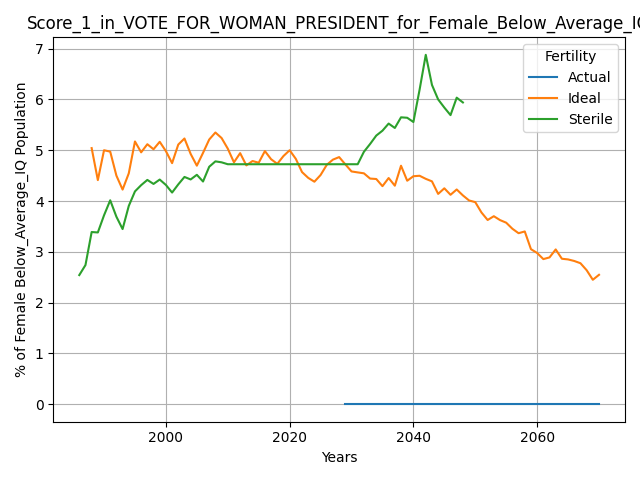 Score_1_in_VOTE_FOR_WOMAN_PRESIDENT_for_Female_Below_Average_IQ
Fertility
Actual
Ideal
Sterile
% of Female Below_Average_IQ Population
7
6
5
4
3
2
1
0
2000 2020 2040 2060
Years